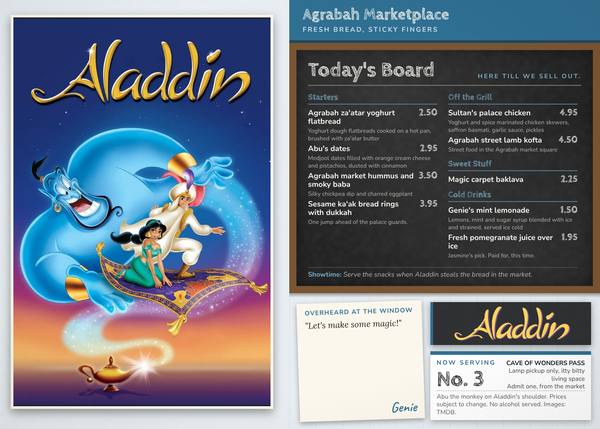 Aladdin
Agrabah Marketplace
FRESH BREAD, STICKY FINGERS
Today's Board
HERE TILL WE SELL OUT.
Starters
Agrabah za'atar yoghurt 2.50
flatbread
Yoghurt dough flatbreads cooked on a hot pan,
brushed with za'atar butter
Abu's dates 2.95
Medjool dates filled with orange cream cheese
and pistachios, dusted with cinnamon
Agrabah market hummus and 3.50
smoky baba
Silky chickpea dip and charred eggplant
Sesame ka'ak bread rings 3.95
with dukkah
One jump ahead of the palace guards.
Off the Grill
Sultan's palace chicken 4.95
Yoghurt and spice marinated chicken skewers,
saffron basmati, garlic sauce, pickles
Agrabah street lamb kofta 4.50
Street food in the Agrabah market square
Sweet Stuff
Magic carpet baklava 2.25
Cold Drinks
Genie's mint lemonade 1.50
Lemons, mint and sugar syrup blended with ice
and strained, served ice cold
Fresh pomegranate juice over 1.95
ice
Jasmine's pick. Paid for, this time.
Showtime: Serve the snacks when Aladdin steals the bread in the market.
OVERHEARD AT THE WINDOW
"Let's make some magic!"
Genie
Aladdin
NOW SERVING
No. 3
CAVE OF WONDERS PASS
Lamp pickup only, itty bitty
living space
Admit one, from the market
Abu the monkey on Aladdin's shoulder. Prices
subject to change. No alcohol served. Images:
TMDB.